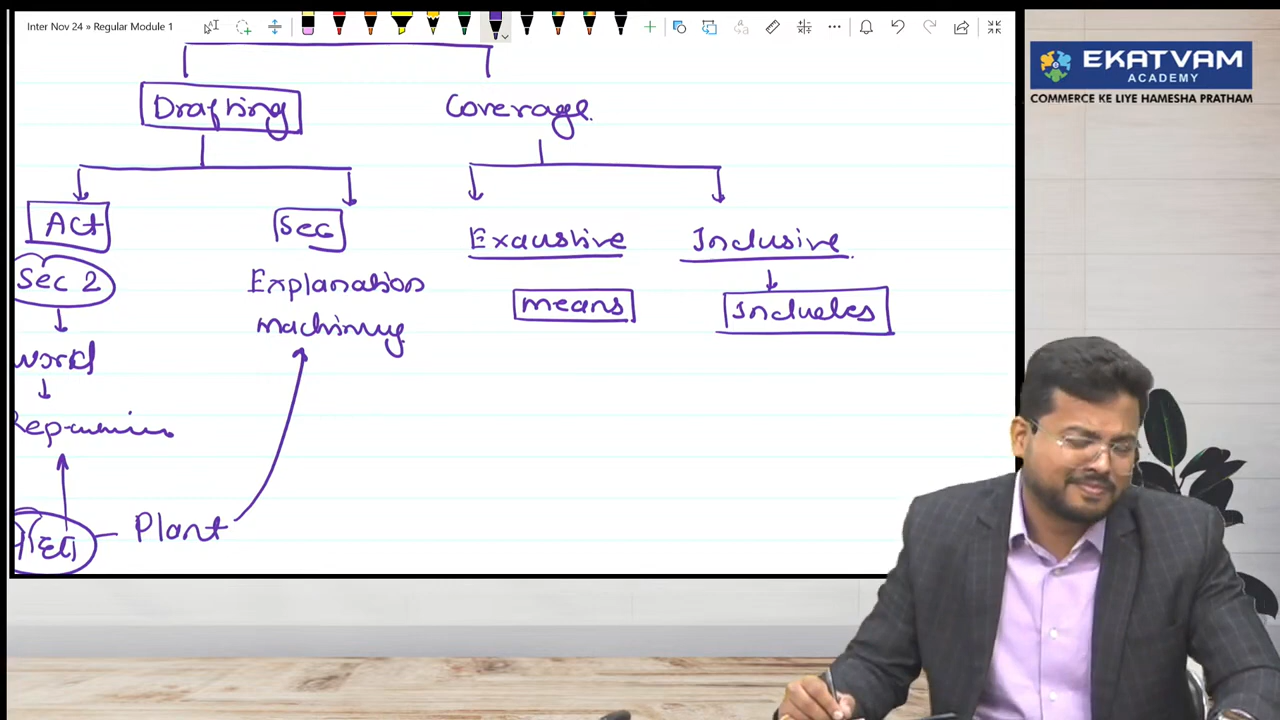 Inter Nov 24 » Regular Module 1
EKATVAM
ACADEMY
COMMERCE KE LIYE HAMESHA PRATHAM
Drafting
Coverage
Act
Sec
Exaustive
Inclusive
Sec 2
Explanation
means
Includes
machinery
word
Plant